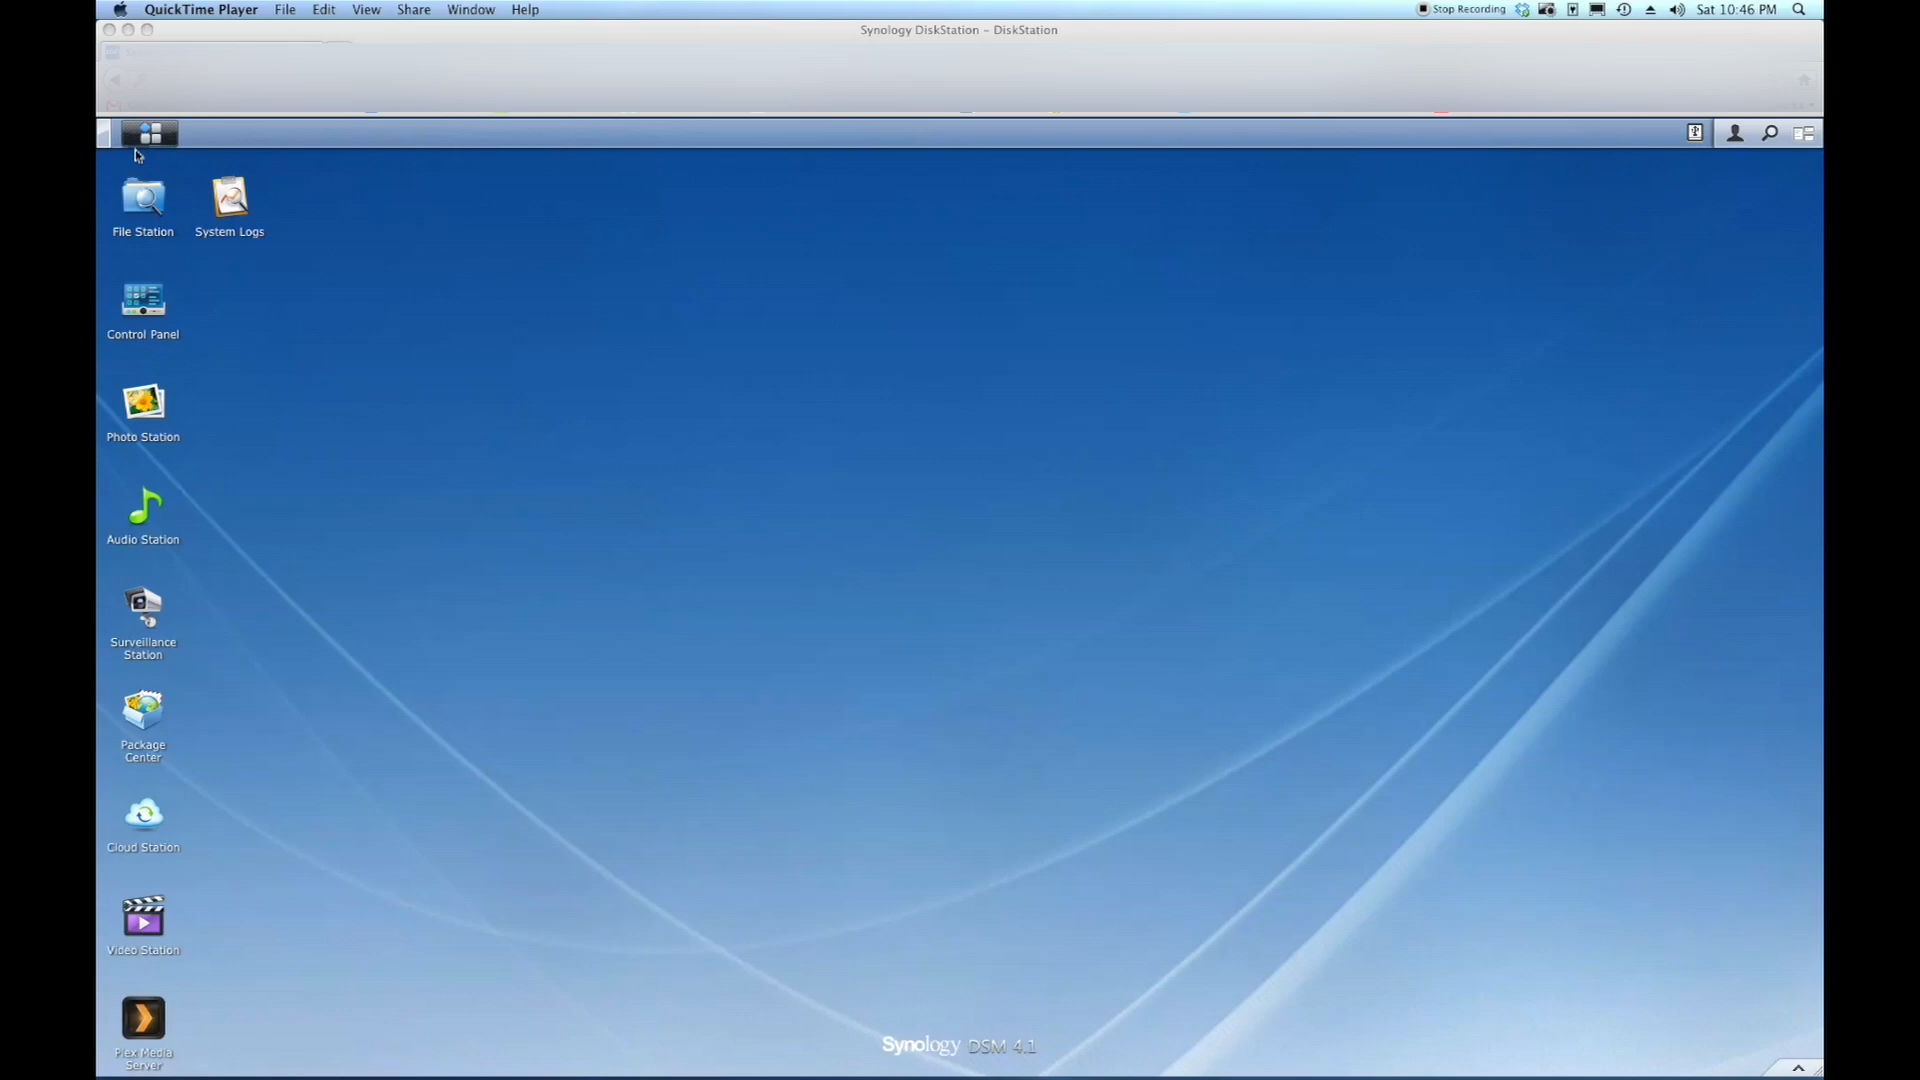 QuickTime Player File Edit View Share Window Help Stop Recording Sat 10:46 PM
Synology DiskStation - DiskStation
File Station
System Logs
Control Panel
Photo Station
Audio Station
Surveillance
Station
Package
Center
Cloud Station
Video Station
Plex Media
Server
Synology DSM 4.1